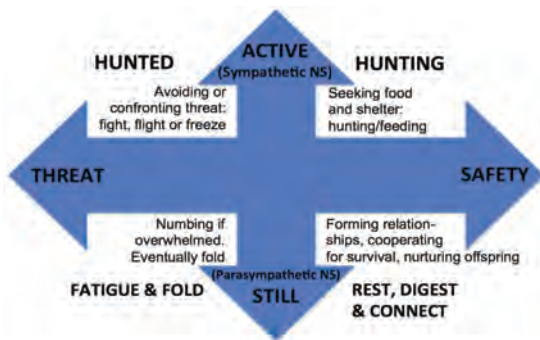 ACTIVE
(Sympathetic NS)
HUNTED
Avoiding or
confronting threat:
fight, flight or freeze
HUNTING
Seeking food
and shelter:
hunting/feeding
THREAT
SAFETY
Numbing if
overwhelmed.
Eventually fold
FATIGUE & FOLD
Forming relation-
ships, cooperating
for survival, nurturing offspring
REST, DIGEST
& CONNECT
(Parasympathetic NS)
STILL